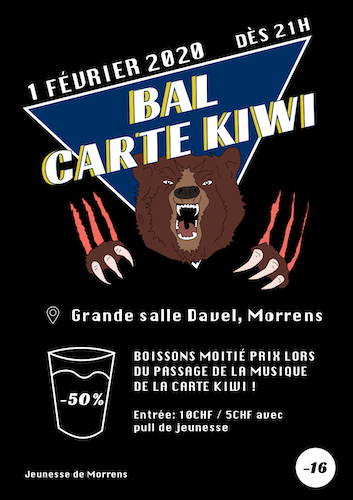 1 FÉVRIER 2020
DÈS 21H
BAL
CARTE KIWI
Grande salle Davel, Morrens
-50%
BOISSONS MOITIÉ PRIX LORS
DU PASSAGE DE LA MUSIQUE
DE LA CARTE KIWI !
Entrée: 10CHF / 5CHF avec
pull de jeunesse
Jeunesse de Morrens
-16